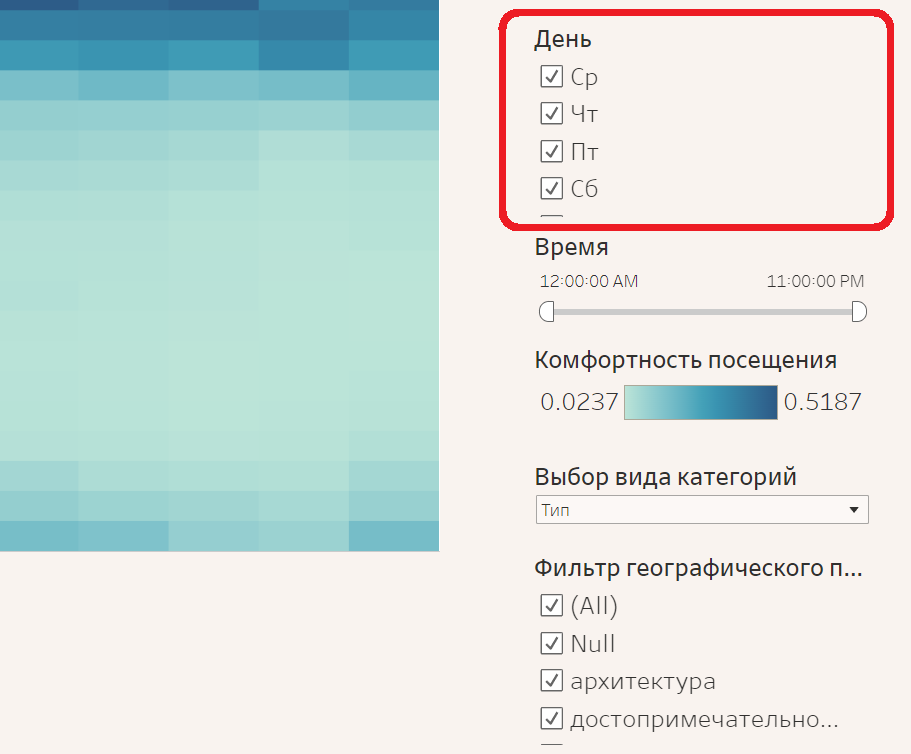 День
Ср
Чт
Пт
Сб
Время
12:00:00 AM 11:00:00 PM
Комфортность посещения
0.0237 0.5187
Выбор вида категорий
Тип
Фильтр географического п...
(All)
Null
архитектура
достопримечательно...